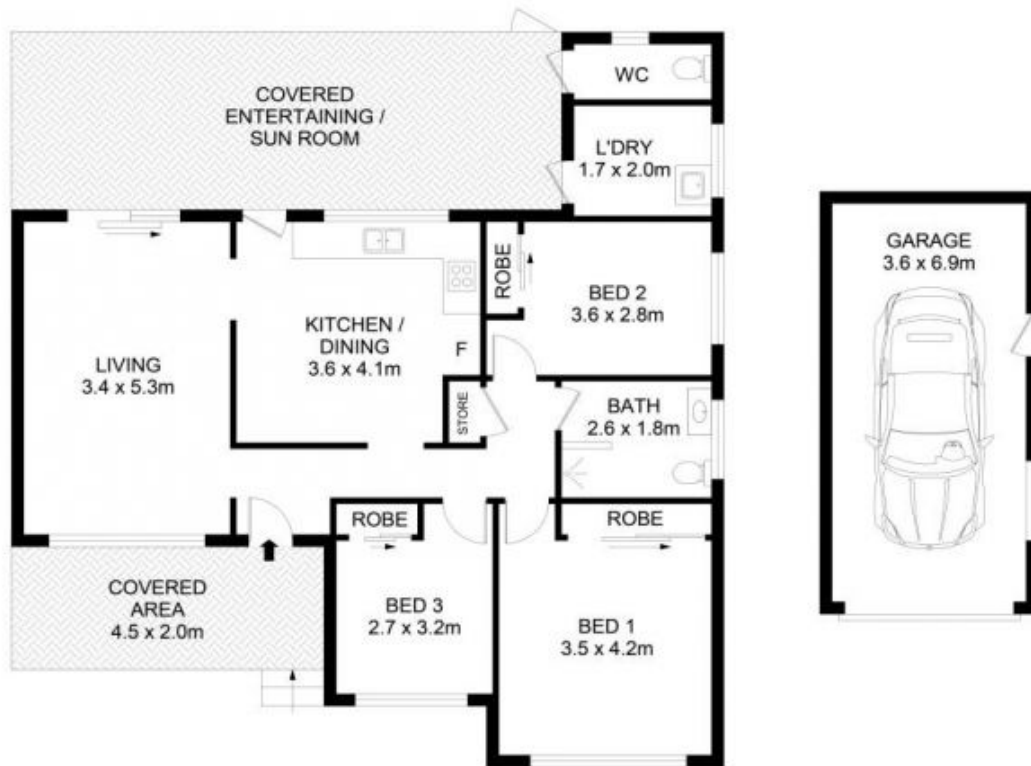 COVERED
ENTERTAINING /
SUN ROOM
WC
L'DRY
1.7 x 2.0m
GARAGE
3.6 x 6.9m
ROBE
BED 2
3.6 x 2.8m
KITCHEN /
DINING
3.6 x 4.1m
F
LIVING
3.4 x 5.3m
STORE
BATH
2.6 x 1.8m
ROBE
ROBE
COVERED
AREA
4.5 x 2.0m
BED 3
2.7 x 3.2m
BED 1
3.5 x 4.2m